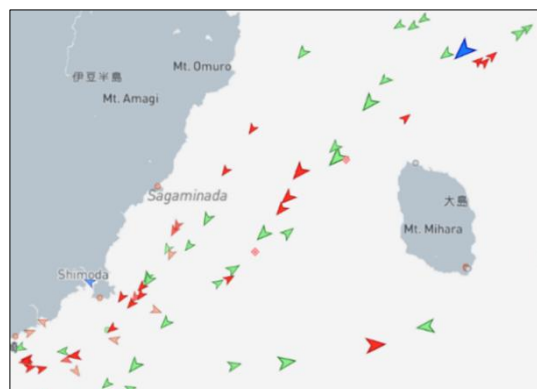 Mt. Omuro
伊豆半島
Mt. Amagi
Sagaminada
大島
Mt. Mihara
Shimoda